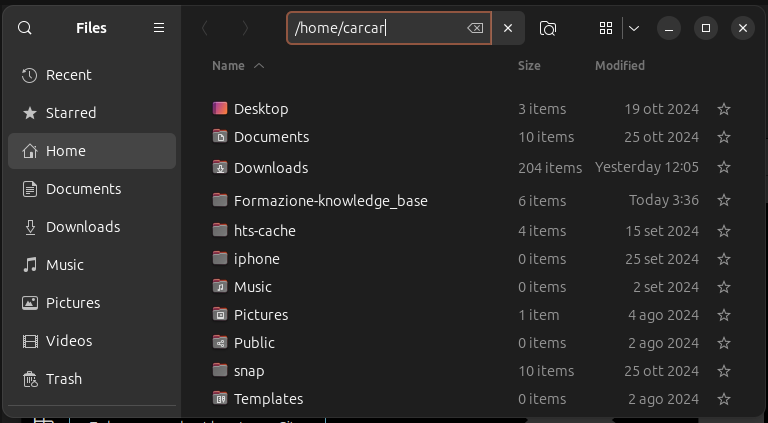 Files
/home/carcar
Recent
Starred
Home
Documents
Downloads
Music
Pictures
Videos
Trash
Name Size Modified
Desktop 3 items 19 ott 2024
Documents 10 items 25 ott 2024
Downloads 204 items Yesterday 12:05
Formazione-knowledge_base 6 items Today 3:36
hts-cache 4 items 15 set 2024
iphone 0 items 25 set 2024
Music 0 items 2 set 2024
Pictures 1 item 4 ago 2024
Public 0 items 2 ago 2024
snap 10 items 25 ott 2024
Templates 0 items 2 ago 2024